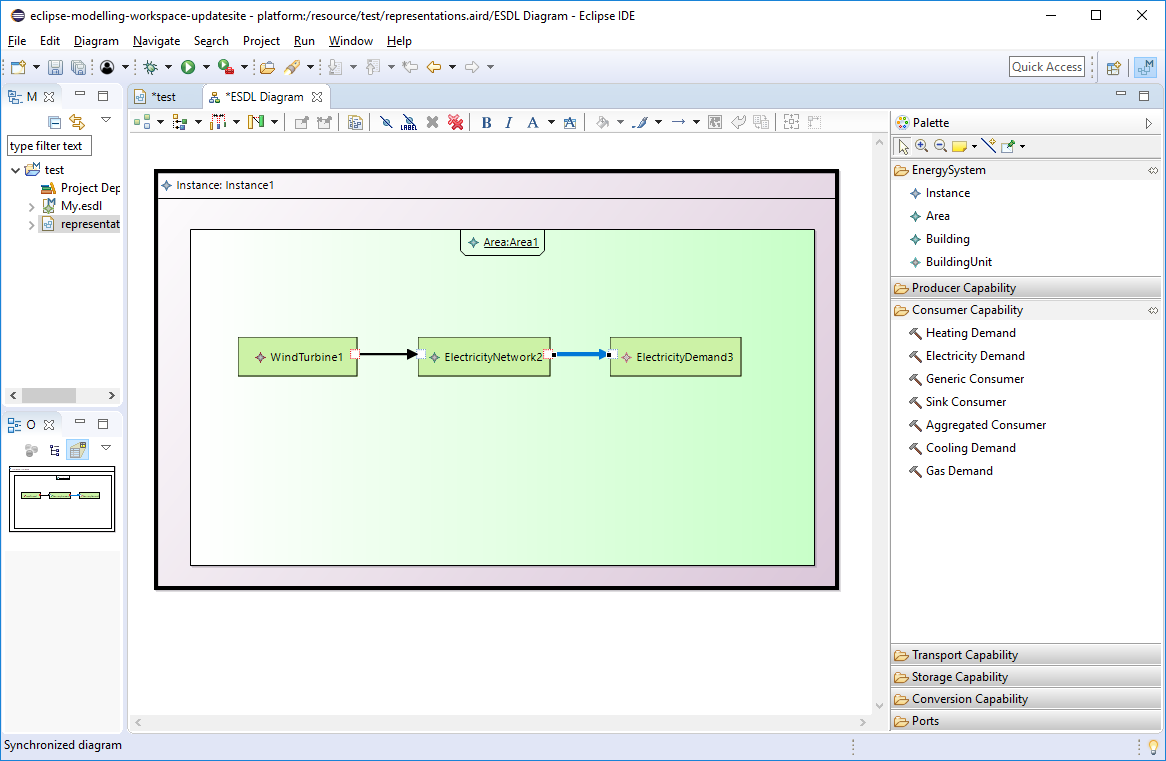 eclipse-modelling-workspace-updatesite - platform:/resource/test/representations.aird/ESDL Diagram - Eclipse IDE
File Edit Diagram Navigate Search Project Run Window Help
Quick Access
M
*test
*ESDL Diagram
LABEL
B I A A
type filter text
test
Project Dep
My.esdl
representat
O
Instance: Instance1
Area:Area1
WindTurbine1
ElectricityNetwork2
ElectricityDemand3
Palette
EnergySystem
Instance
Area
Building
BuildingUnit
Producer Capability
Consumer Capability
Heating Demand
Electricity Demand
Generic Consumer
Sink Consumer
Aggregated Consumer
Cooling Demand
Gas Demand
Transport Capability
Storage Capability
Conversion Capability
Ports
Synchronized diagram